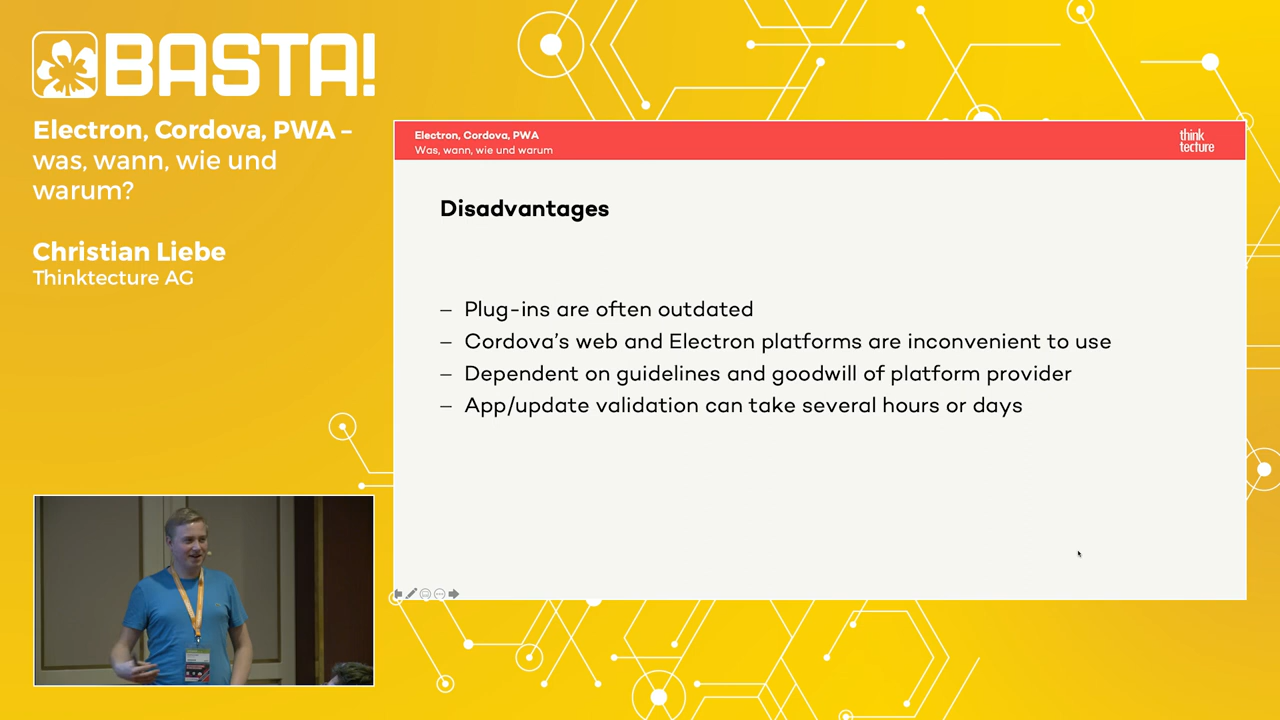 BASTA!
Electron, Cordova, PWA –
was, wann, wie und
warum?
Christian Liebe
Thinktecture AG
Electron, Cordova, PWA
Was, wann, wie und warum
think
tecture
Disadvantages
– Plug-ins are often outdated
– Cordova’s web and Electron platforms are inconvenient to use
– Dependent on guidelines and goodwill of platform provider
– App/update validation can take several hours or days